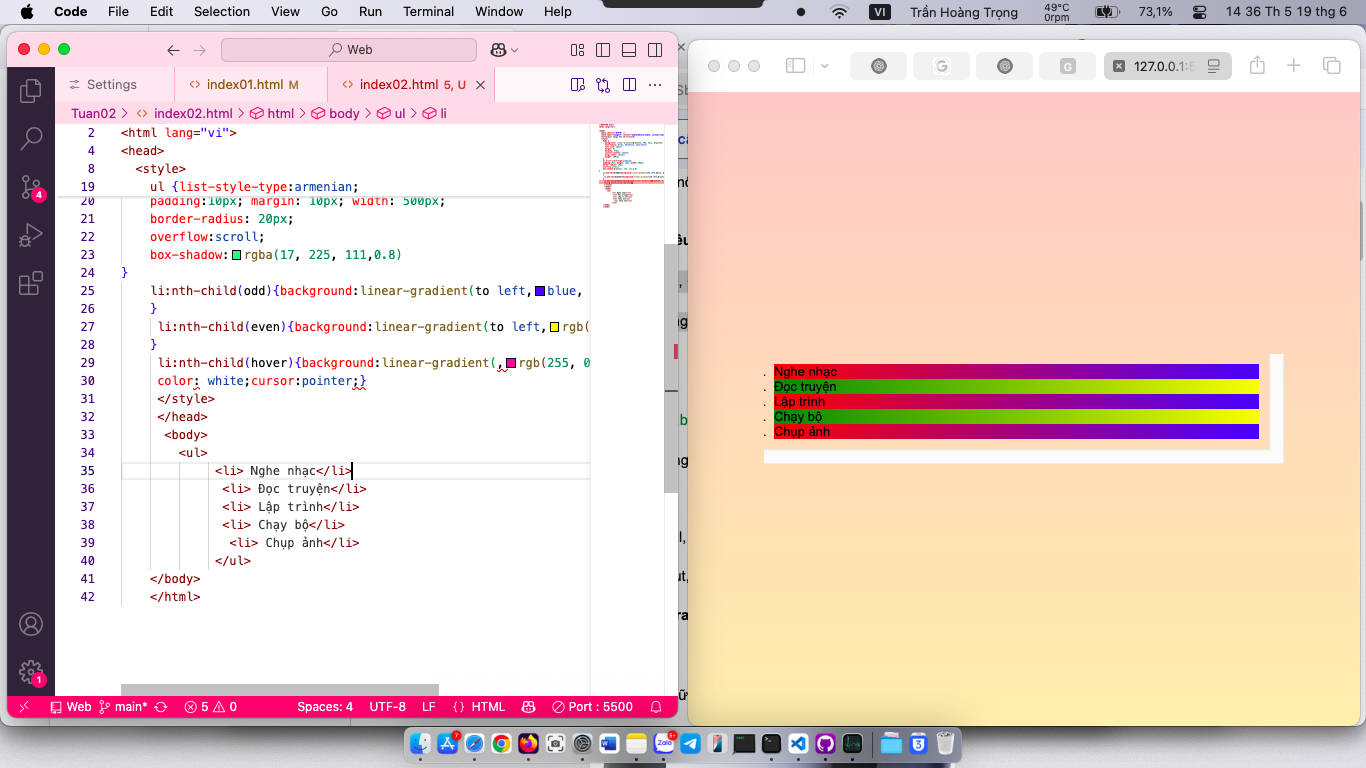 Code File Edit Selection View Go Run Terminal Window Help
VI Trần Hoàng Trọng 49°C 0rpm 73,1% 14 36 Th 5 19 thg 6
Web
Settings index01.html M index02.html 5, U
Tuan02 > index02.html > html > body > ul > li
2 <html lang="vi">
4 <head>
8 <style>
19 ul {list-style-type:armenian;
20 padding:10px; margin: 10px; width: 500px;
21 border-radius: 20px;
22 overflow:scroll;
23 box-shadow: rgba(17, 225, 111,0.8)
24 }
25 li:nth-child(odd){background:linear-gradient(to left, blue,
26 }
27 li:nth-child(even){background:linear-gradient(to left, rgb(
28 }
29 li:nth-child(hover){background:linear-gradient(, rgb(255, 0
30 color: white;cursor:pointer;}
31 </style>
32 </head>
33 <body>
34 <ul>
35 <li> Nghe nhạc</li>
36 <li> Đọc truyện</li>
37 <li> Lập trình</li>
38 <li> Chạy bộ</li>
39 <li> Chụp ảnh</li>
40 </ul>
41 </body>
42 </html>
4
1
Web main* 5 0 Spaces: 4 UTF-8 LF {} HTML Port : 5500
127.0.0.1:5
. Nghe nhạc
. Đọc truyện
. Lập trình
. Chạy bộ
. Chụp ảnh